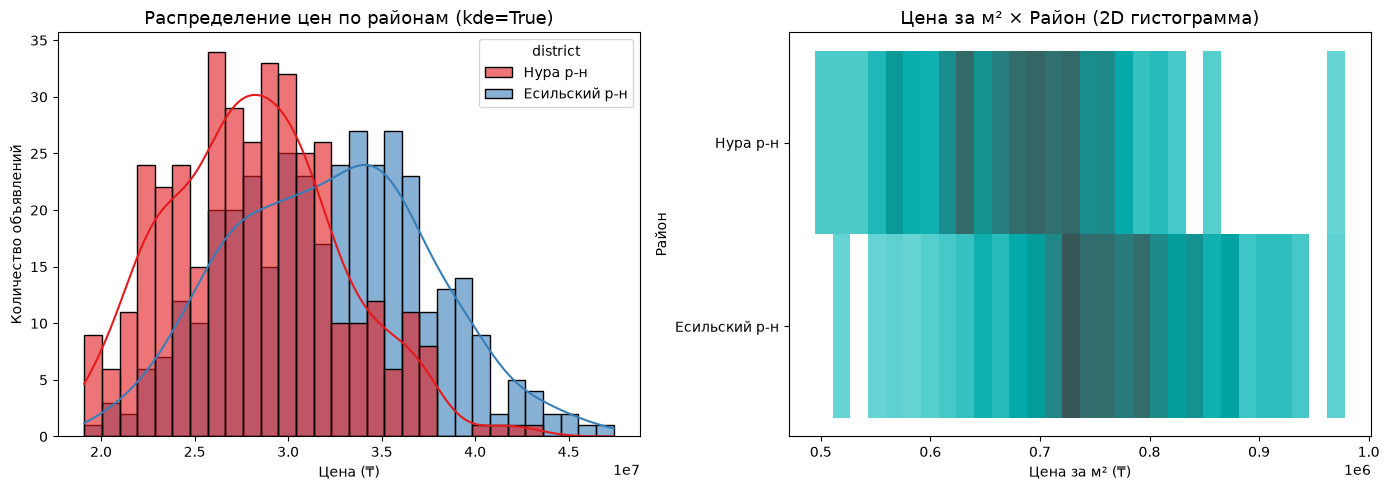 Распределение цен по районам (kde=True)
35
30
25
20
15
10
5
0
Количество объявлений
district
Нура р-н
Есильский р-н
2.0 2.5 3.0 3.5 4.0 4.5
1e7
Цена (₸)
Цена за м² × Район (2D гистограмма)
Район
Нура р-н
Есильский р-н
0.5 0.6 0.7 0.8 0.9 1.0
1e6
Цена за м² (₸)